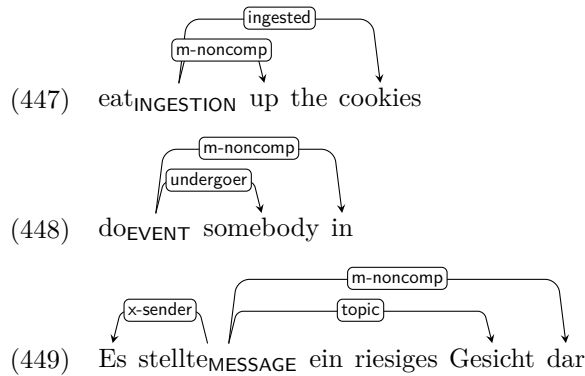 ingested
m-noncomp
(447) eatINGESTION up the cookies
m-noncomp
undergoer
(448) doEVENT somebody in
m-noncomp
x-sender topic
(449) Es stellteMESSAGE ein riesiges Gesicht dar